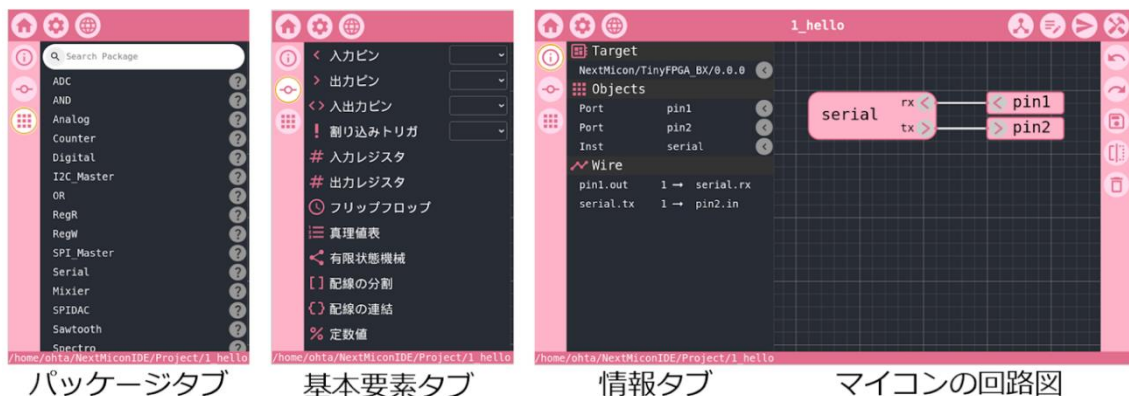 Search Package
ADC
AND
Analog
Counter
Digital
I2C_Master
OR
RegR
RegW
SPI_Master
Serial
Mixier
SPIDAC
Sawtooth
Spectro
/home/ohta/NextMiconIDE/Project/1_hello
パッケージタブ
< 入力ピン
> 出力ピン
<> 入出力ピン
! 割り込みトリガ
# 入力レジスタ
# 出力レジスタ
フリップフロップ
真理値表
有限状態機械
[] 配線の分割
{} 配線の連結
% 定数値
/home/ohta/NextMiconIDE/Project/1_hello
基本要素タブ
1_hello
Target
NextMicon/TinyFPGA_BX/0.0.0
Objects
Port pin1
Port pin2
Inst serial
Wire
pin1.out 1 → serial.rx
serial.tx 1 → pin2.in
serial
rx < < pin1
tx > > pin2
/home/ohta/NextMiconIDE/Project/1_hello
情報タブ
マイコンの回路図